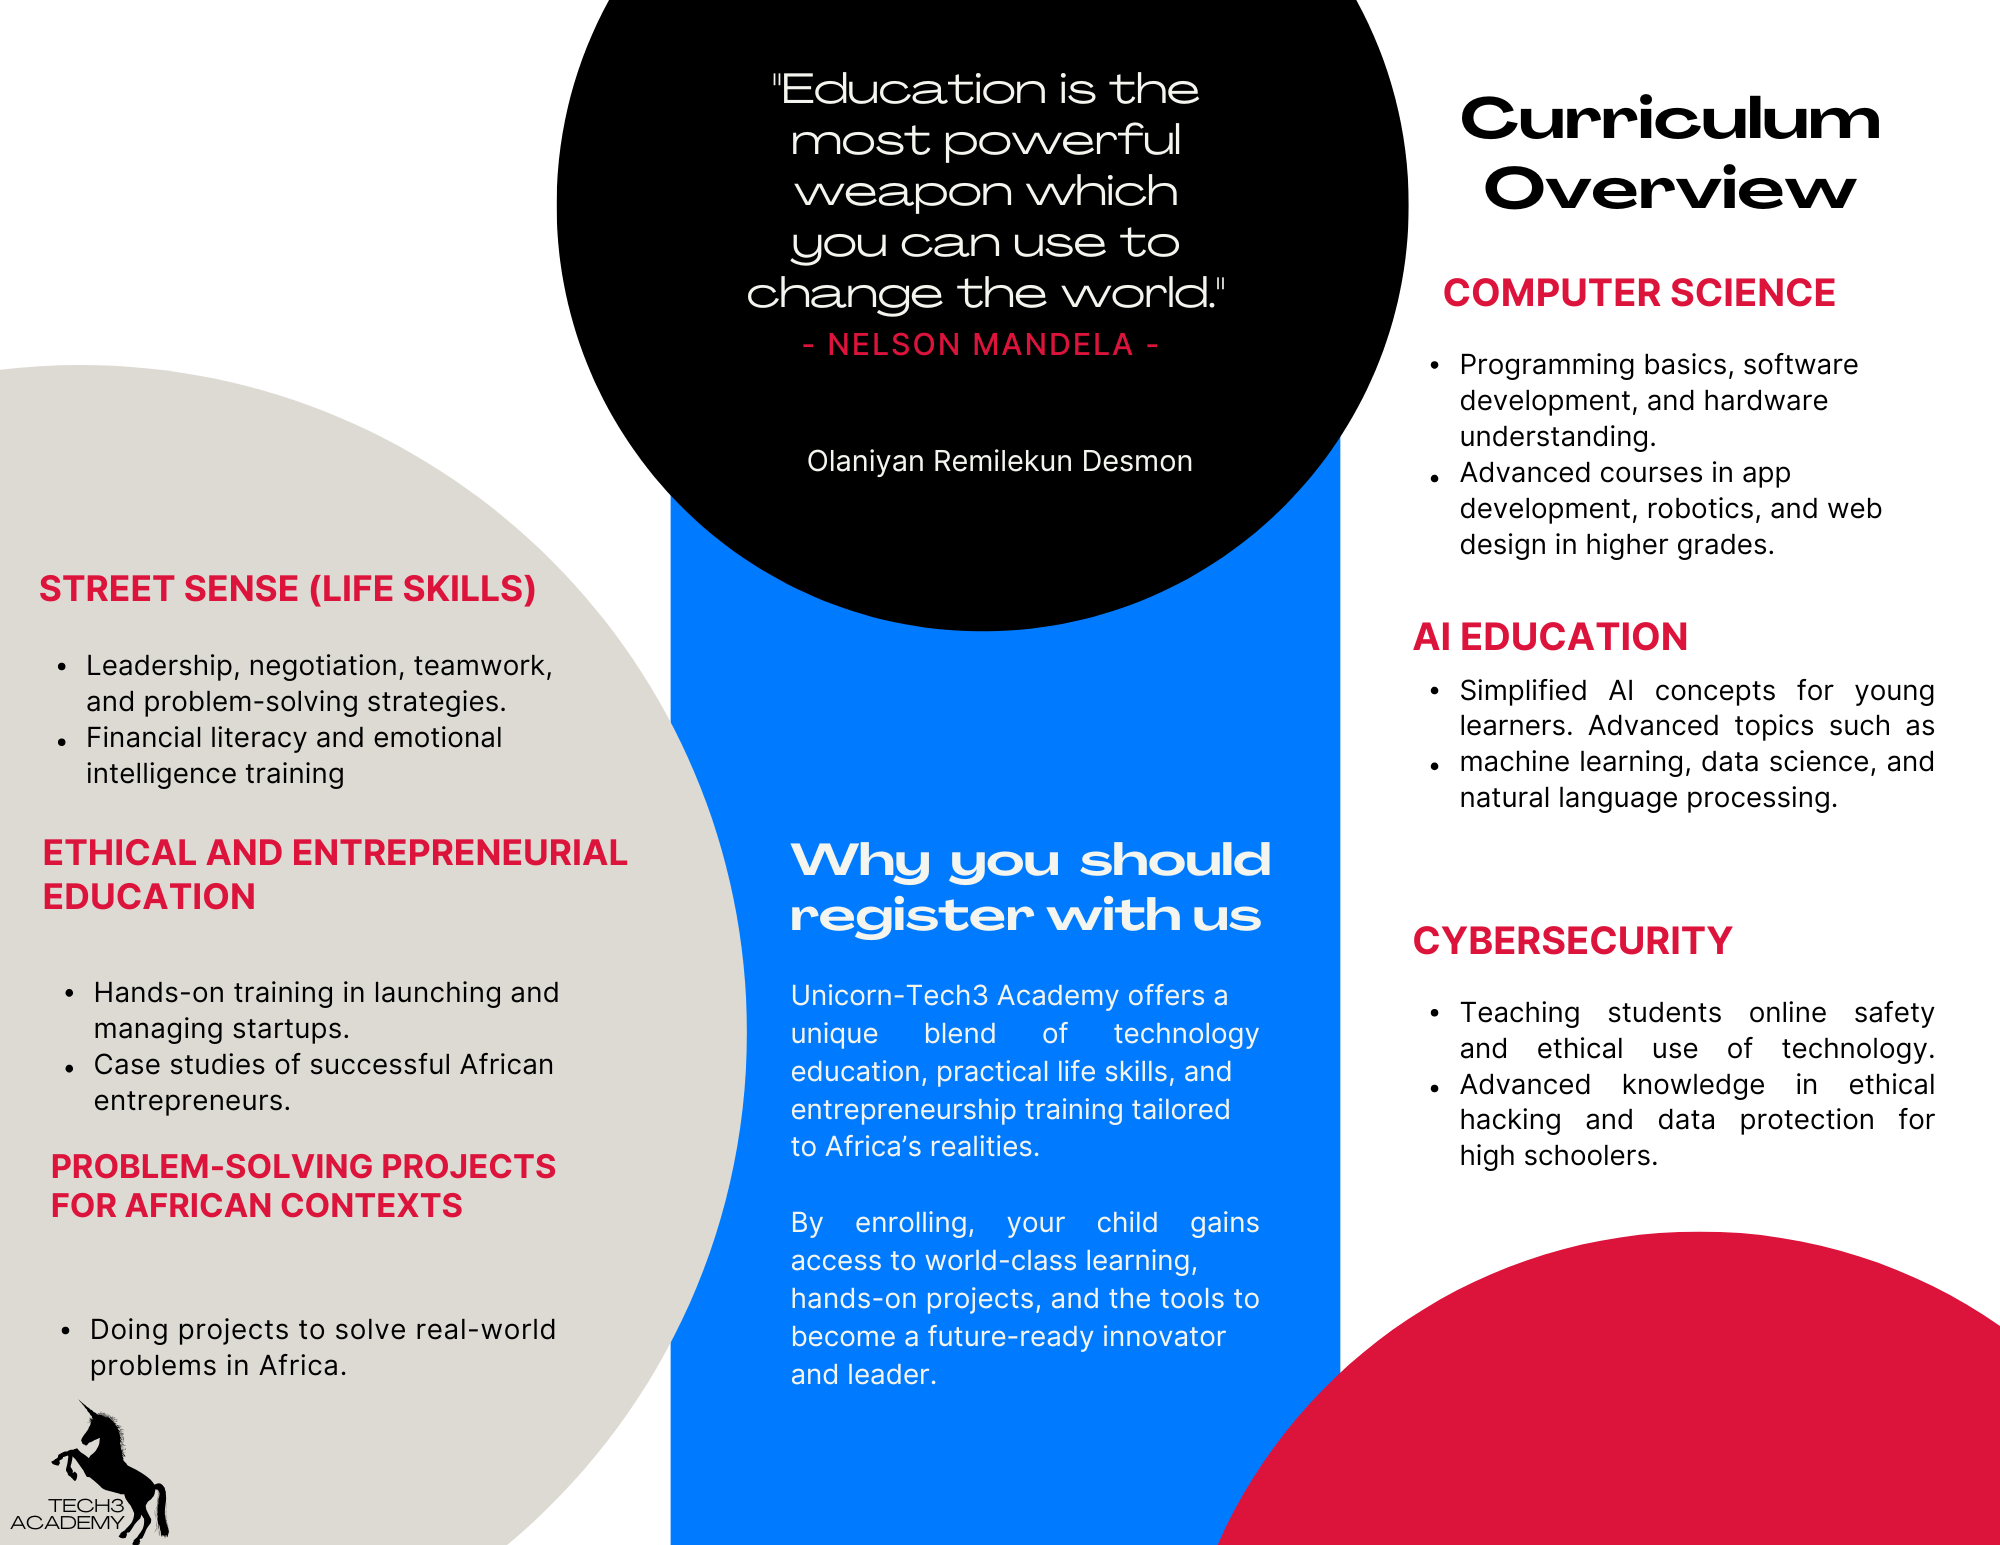 STREET SENSE (LIFE SKILLS)
• Leadership, negotiation, teamwork,
and problem-solving strategies.
• Financial literacy and emotional
intelligence training
ETHICAL AND ENTREPRENEURIAL
EDUCATION
• Hands-on training in launching and
managing startups.
• Case studies of successful African
entrepreneurs.
PROBLEM-SOLVING PROJECTS
FOR AFRICAN CONTEXTS
• Doing projects to solve real-world
problems in Africa.
TECH3
ACADEMY
"Education is the
most powerful
weapon which
you can use to
change the world."
- NELSON MANDELA -
Olaniyan Remilekun Desmon
Why you should
register with us
Unicorn-Tech3 Academy offers a
unique blend of technology
education, practical life skills, and
entrepreneurship training tailored
to Africa’s realities.
By enrolling, your child gains
access to world-class learning,
hands-on projects, and the tools to
become a future-ready innovator
and leader.
Curriculum
Overview
COMPUTER SCIENCE
• Programming basics, software
development, and hardware
understanding.
• Advanced courses in app
development, robotics, and web
design in higher grades.
AI EDUCATION
• Simplified AI concepts for young
learners. Advanced topics such as
• machine learning, data science, and
natural language processing.
CYBERSECURITY
• Teaching students online safety
and ethical use of technology.
• Advanced knowledge in ethical
hacking and data protection for
high schoolers.